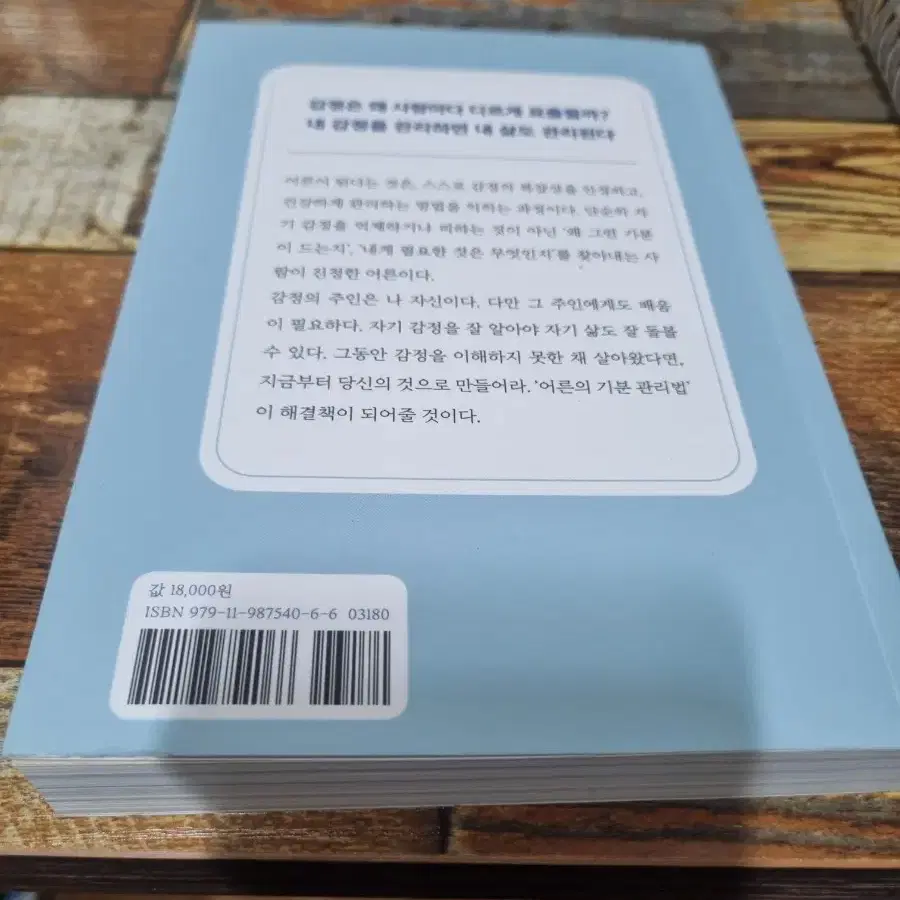 감정은 왜 사람마다 다르게 표출될까?
내 감정을 관리하면 내 삶도 관리된다
어른이 된다는 것은, 스스로 감정의 복잡성을 인정하고,
건강하게 관리하는 방법을 익히는 과정이다. 단순히 자
기 감정을 억제하거나 피하는 것이 아닌 ‘왜 그런 기분
이 드는지’, ‘내게 필요한 것은 무엇인지’를 찾아내는 사
람이 진정한 어른이다.
감정의 주인은 나 자신이다. 다만 그 주인에게도 배움
이 필요하다. 자기 감정을 잘 알아야 자기 삶도 잘 돌볼
수 있다. 그동안 감정을 이해하지 못한 채 살아왔다면,
지금부터 당신의 것으로 만들어라. ‘어른의 기분 관리법’
이 해결책이 되어줄 것이다.
값 18,000원
ISBN 979-11-987540-6-6 03180